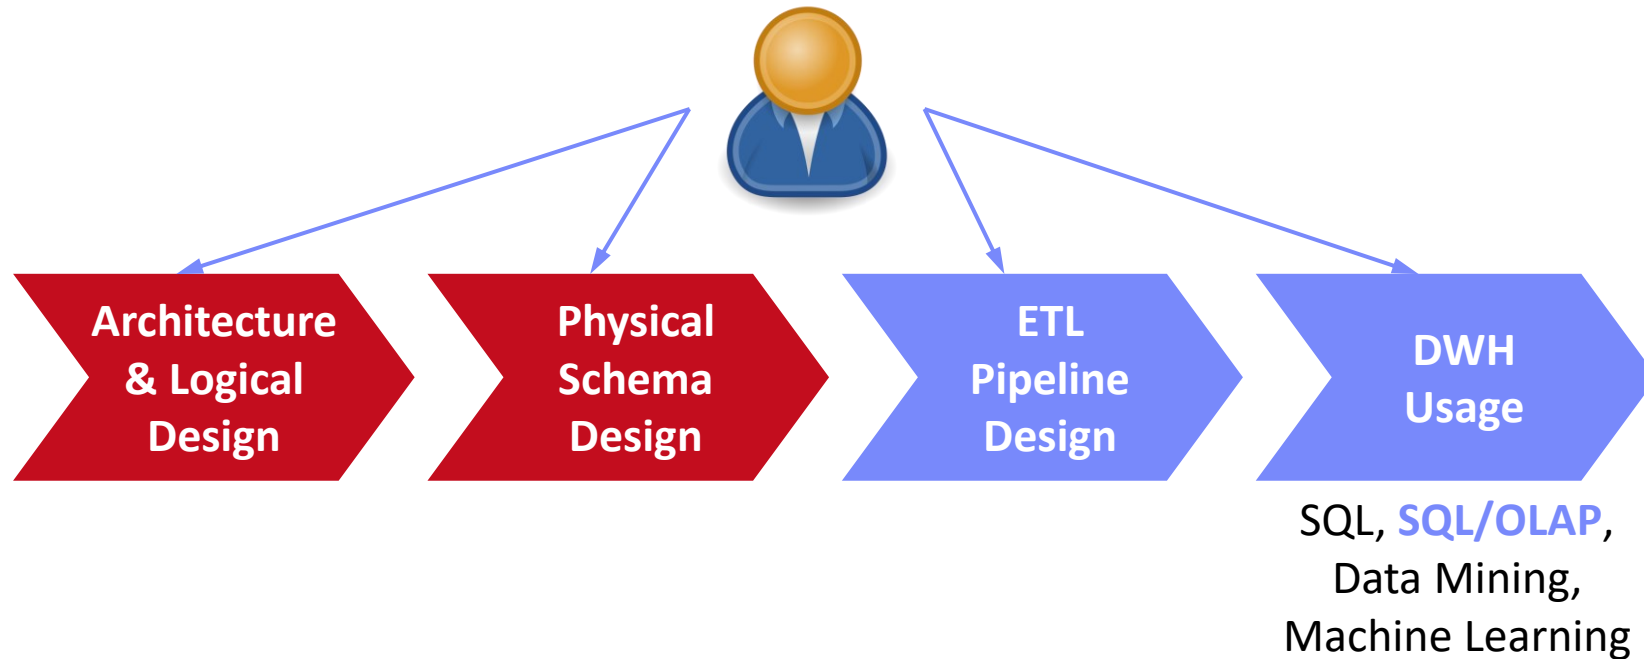 Architecture
& Logical
Design
Physical
Schema
Design
ETL
Pipeline
Design
DWH
Usage
SQL, SQL/OLAP,
Data Mining,
Machine Learning